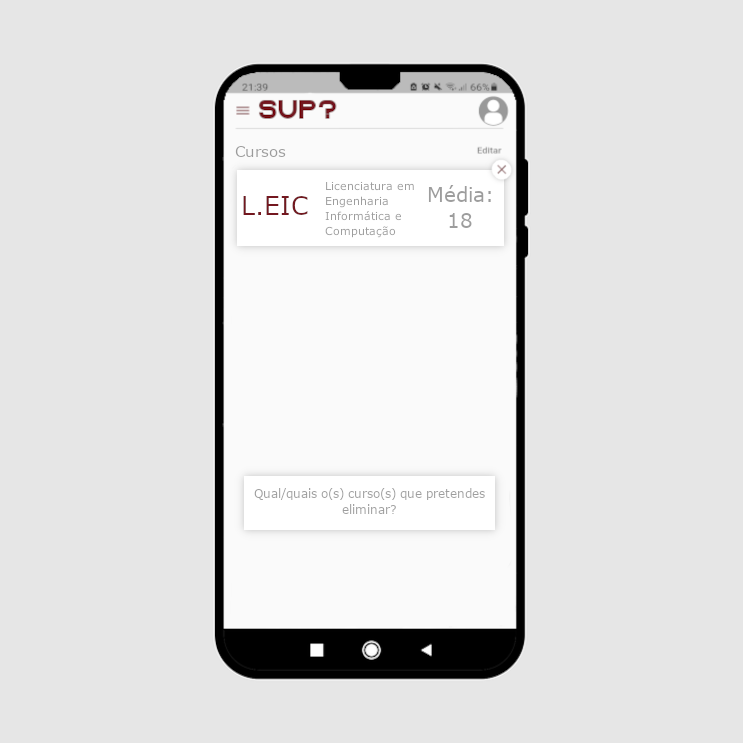 21:39 66%
SUP?
Cursos Editar
L.EIC
Licenciatura em
Engenharia
Informática e
Computação
Média:
18
Qual/quais o(s) curso(s) que pretendes
eliminar?